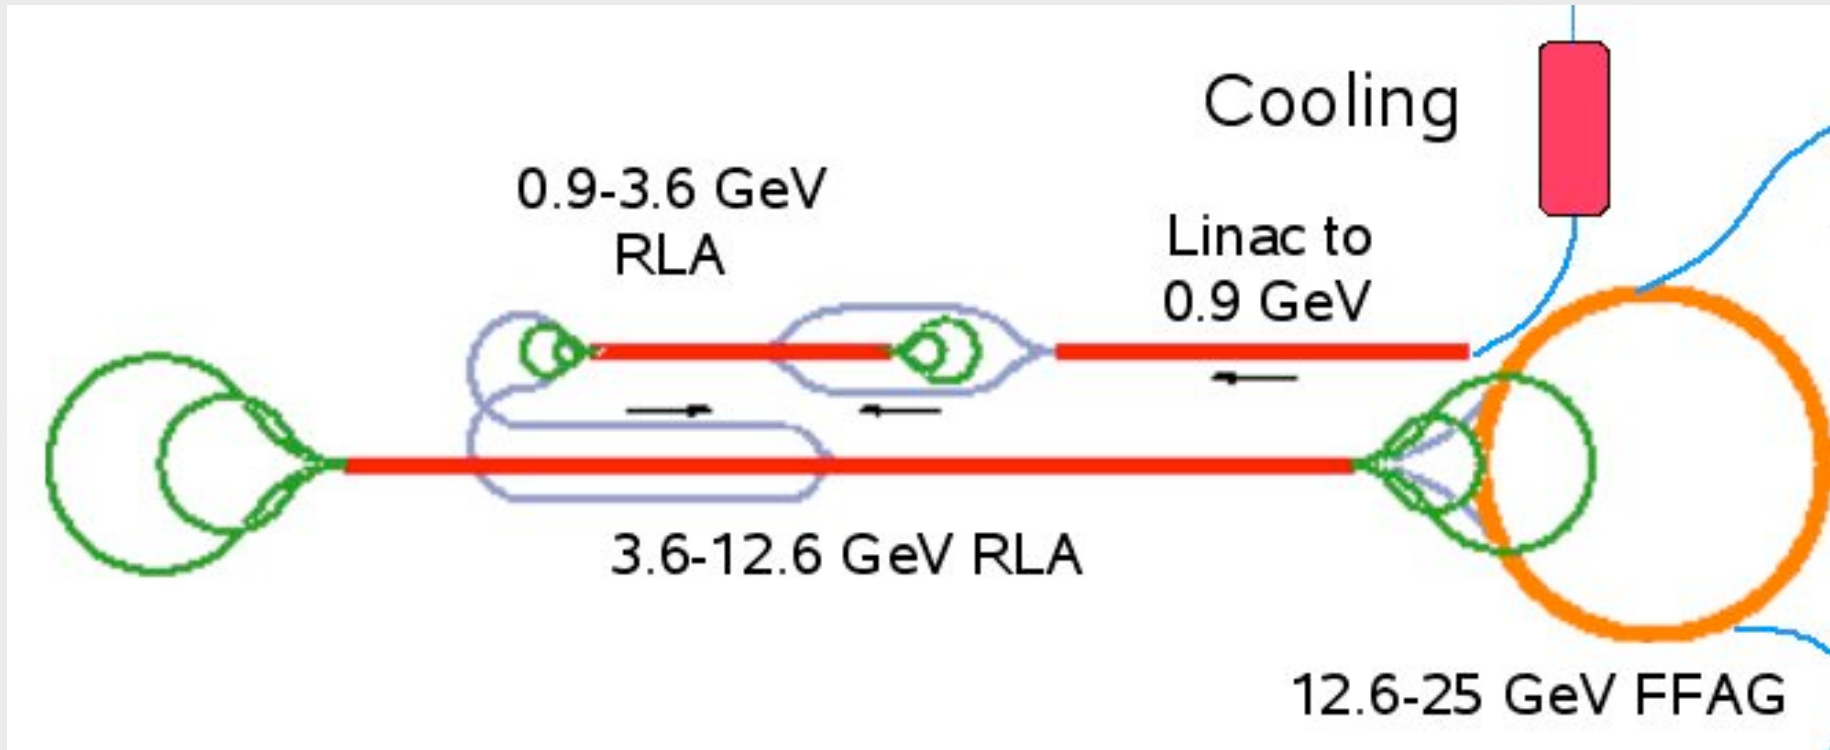 Cooling
0.9-3.6 GeV
RLA
Linac to
0.9 GeV
3.6-12.6 GeV RLA
12.6-25 GeV FFAG